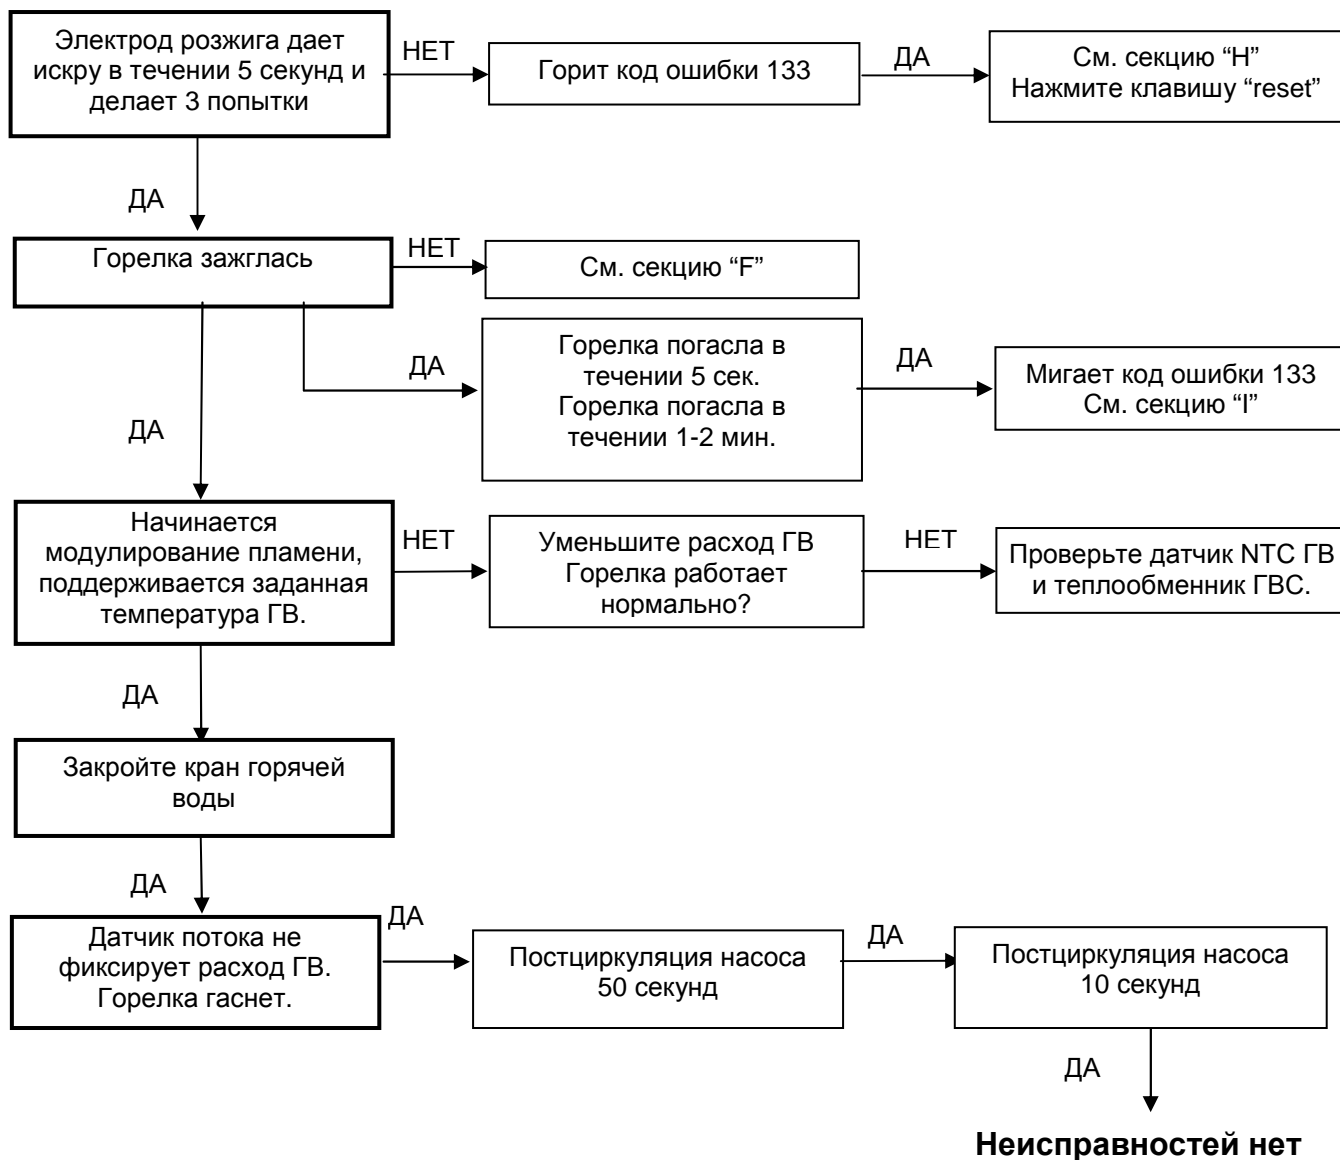 Электрод розжига дает
искру в течении 5 секунд и
делает 3 попытки
НЕТ
Горит код ошибки 133
ДА
См. секцию “H”
Нажмите клавишу “reset”
ДА
Горелка зажглась
НЕТ
См. секцию “F”
ДА
Горелка погасла в
течении 5 сек.
Горелка погасла в
течении 1-2 мин.
ДА
Мигает код ошибки 133
См. секцию “I”
ДА
Начинается
модулирование пламени,
поддерживается заданная
температура ГВ.
НЕТ
Уменьшите расход ГВ
Горелка работает
нормально?
НЕТ
Проверьте датчик NTC ГВ
и теплообменник ГВС.
ДА
Закройте кран горячей
воды
ДА
Датчик потока не
фиксирует расход ГВ.
Горелка гаснет.
ДА
Постциркуляция насоса
50 секунд
ДА
Постциркуляция насоса
10 секунд
ДА
Неисправностей нет